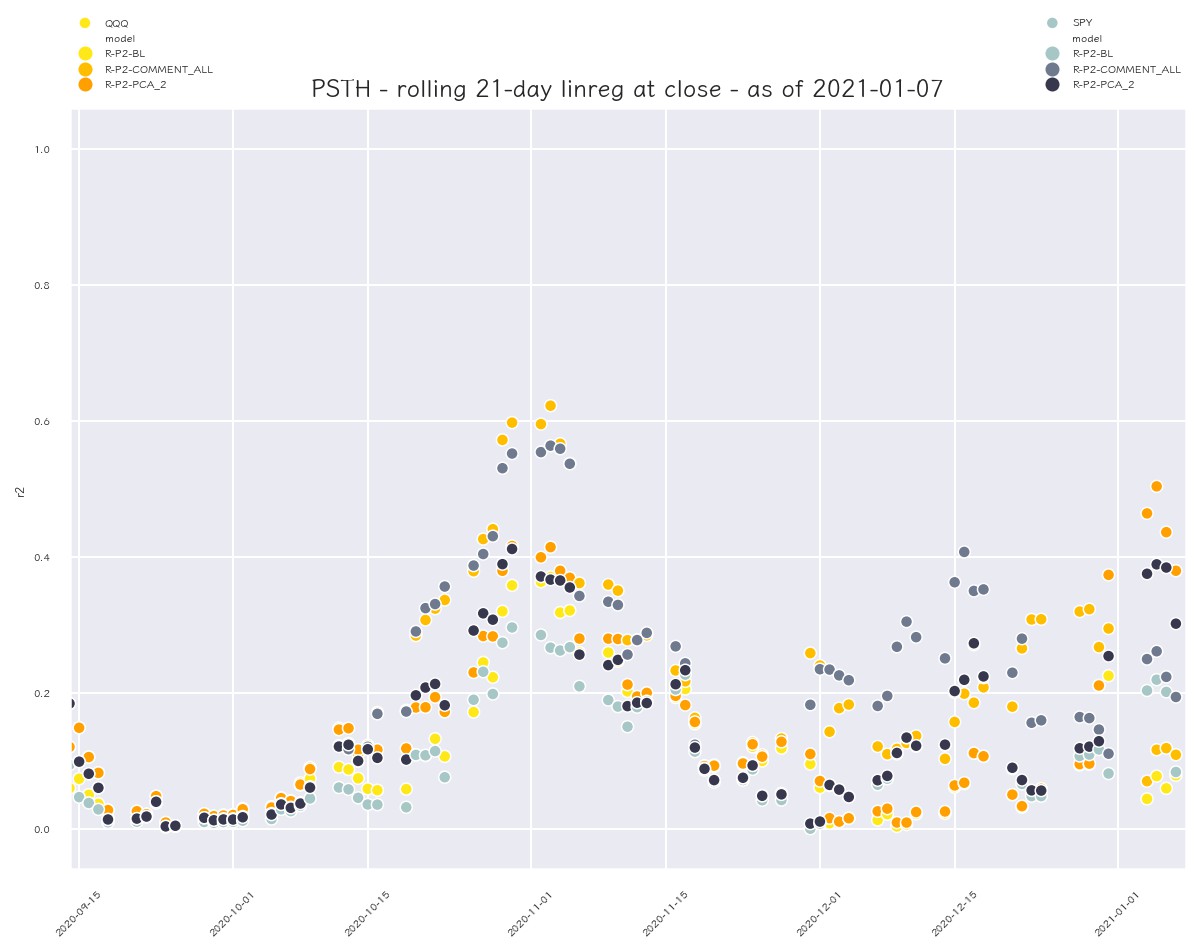 QQQ
model
R-P2-BL
R-P2-COMMENT_ALL
R-P2-PCA_2
SPY
model
R-P2-BL
R-P2-COMMENT_ALL
R-P2-PCA_2
PSTH - rolling 21-day linreg at close - as of 2021-01-07
1.0
0.8
0.6
r2
0.4
0.2
0.0
2020-09-15
2020-10-01
2020-10-15
2020-11-01
2020-11-15
2020-12-01
2020-12-15
2021-01-01